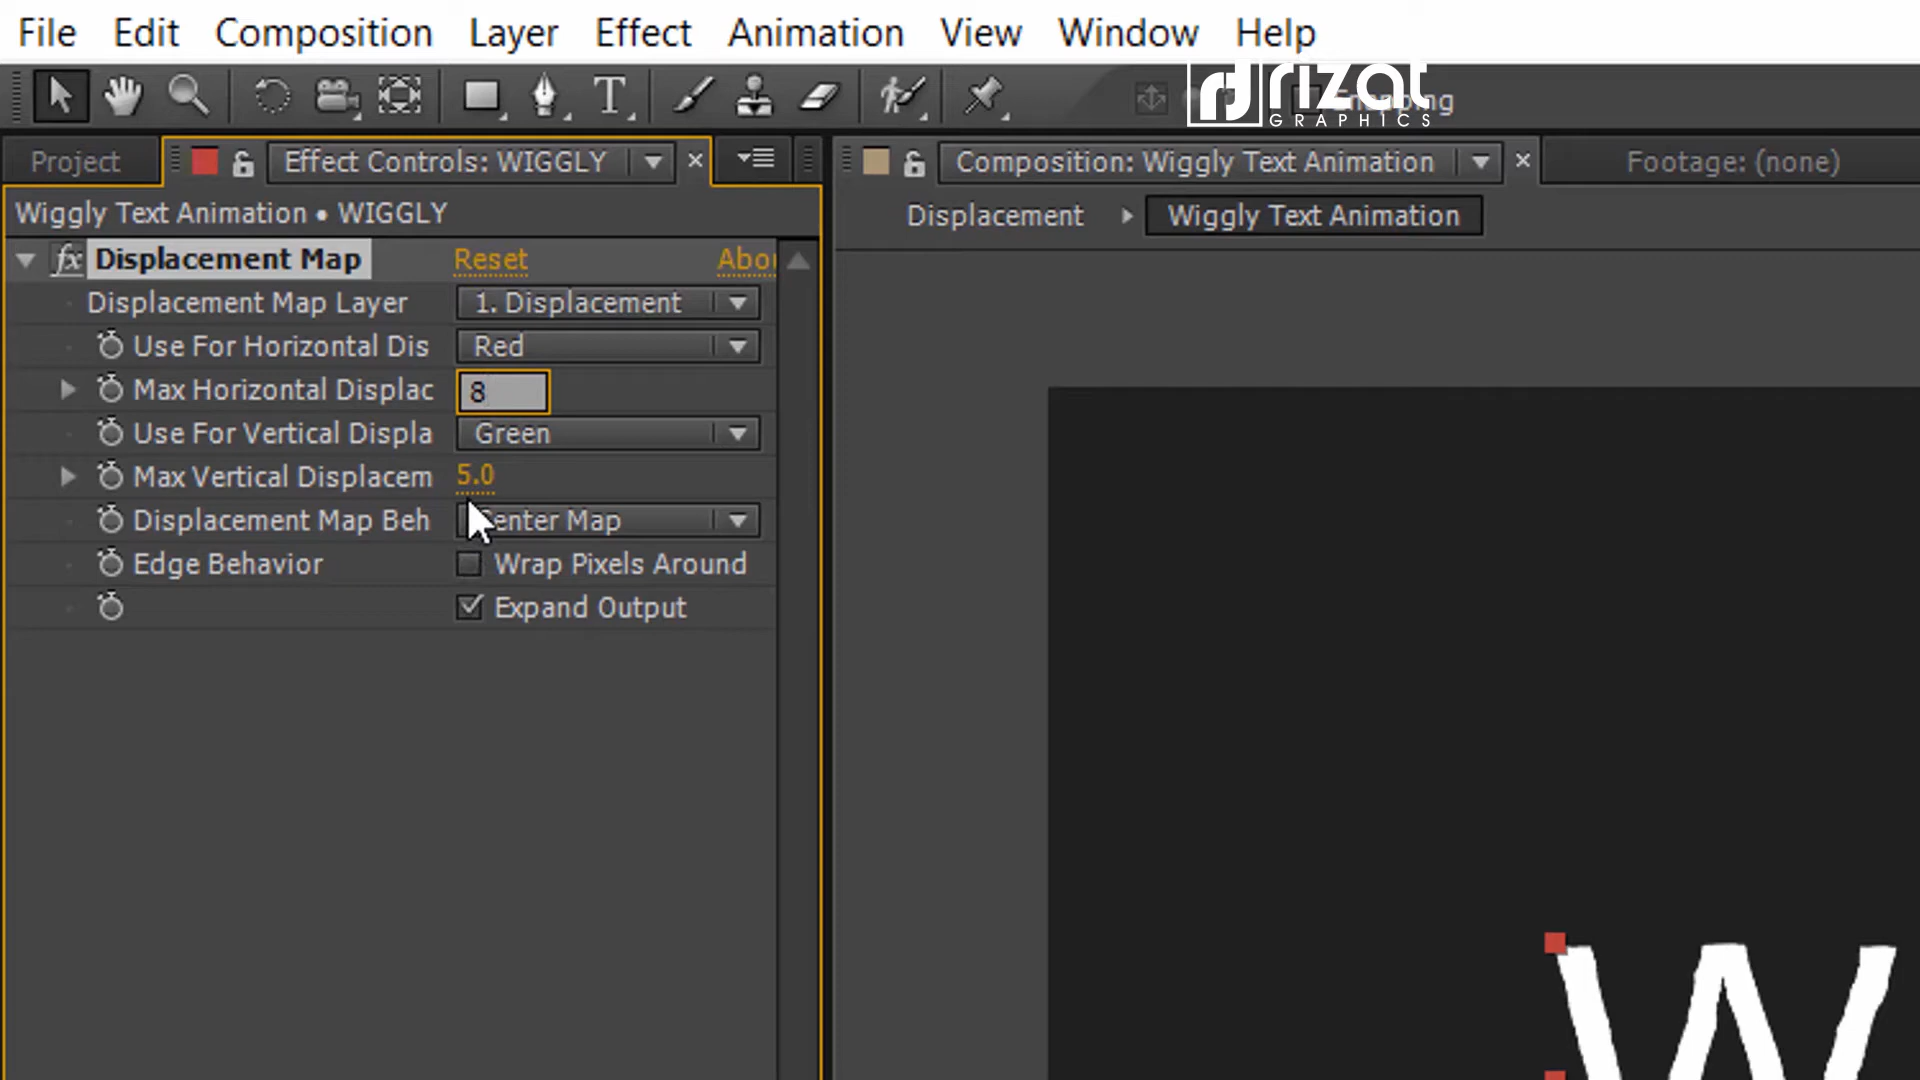 File Edit Composition Layer Effect Animation View Window Help
T
rizat
GRAPHICS
Project Effect Controls: WIGGLY × Composition: Wiggly Text Animation × Footage: (none)
Wiggly Text Animation • WIGGLY
Displacement Wiggly Text Animation
fx Displacement Map Reset Abou
Displacement Map Layer 1. Displacement
Use For Horizontal Dis Red
Max Horizontal Displac 8
Use For Vertical Displa Green
Max Vertical Displacem 5.0
Displacement Map Beh Center Map
Edge Behavior Wrap Pixels Around
Expand Output
W